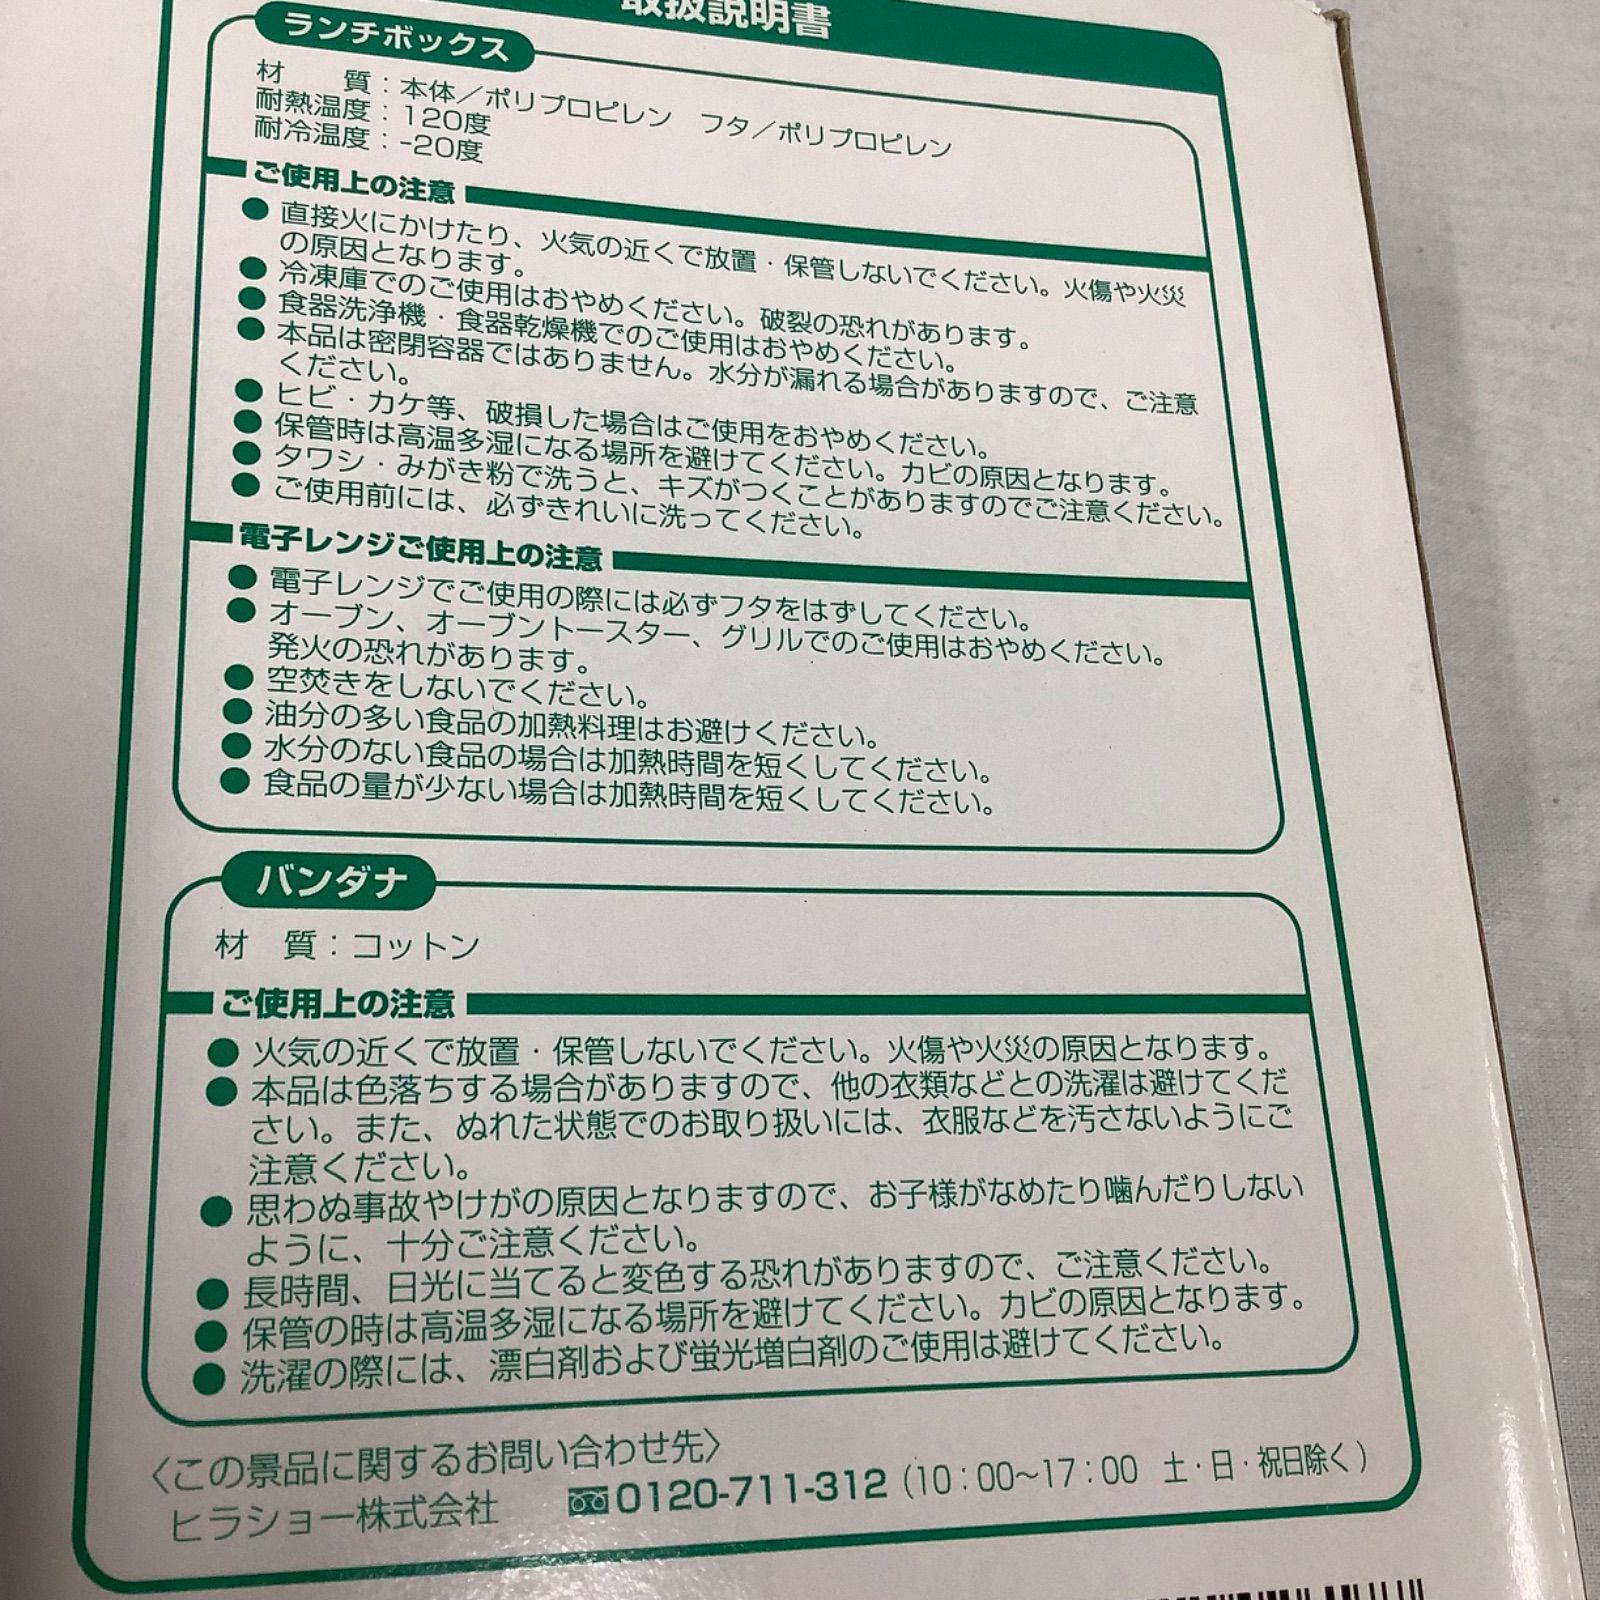 取扱説明書
ランチボックス
材　　質：本体／ポリプロピレン　フタ／ポリプロピレン
耐熱温度：120度
耐冷温度：-20度
ご使用上の注意
● 直接火にかけたり、火気の近くで放置・保管しないでください。火傷や火災
の原因となります。
● 冷凍庫でのご使用はおやめください。破裂の恐れがあります。
● 食器洗浄機・食器乾燥機でのご使用はおやめください。
● 本品は密閉容器ではありません。水分が漏れる場合がありますので、ご注意
ください。
● ヒビ・カケ等、破損した場合はご使用をおやめください。
● 保管時は高温多湿になる場所を避けてください。カビの原因となります。
● タワシ・みがき粉で洗うと、キズがつくことがありますのでご注意ください。
● ご使用前には、必ずきれいに洗ってください。
電子レンジご使用上の注意
● 電子レンジでご使用の際には必ずフタをはずしてください。
● オーブン、オーブントースター、グリルでのご使用はおやめください。
発火の恐れがあります。
● 空焚きをしないでください。
● 油分の多い食品の加熱料理はお避けください。
● 水分のない食品の場合は加熱時間を短くしてください。
● 食品の量が少ない場合は加熱時間を短くしてください。
バンダナ
材　質：コットン
ご使用上の注意
● 火気の近くで放置・保管しないでください。火傷や火災の原因となります。
● 本品は色落ちする場合がありますので、他の衣類などとの洗濯は避けてくだ
さい。また、ぬれた状態でのお取り扱いには、衣服などを汚さないようにご
注意ください。
● 思わぬ事故やけがの原因となりますので、お子様がなめたり噛んだりしない
ように、十分ご注意ください。
● 長時間、日光に当てると変色する恐れがありますので、ご注意ください。
● 保管の時は高温多湿になる場所を避けてください。カビの原因となります。
● 洗濯の際には、漂白剤および蛍光増白剤のご使用は避けてください。
〈この景品に関するお問い合わせ先〉
ヒラショー株式会社　0120-711-312（10：00～17：00　土・日・祝日除く）